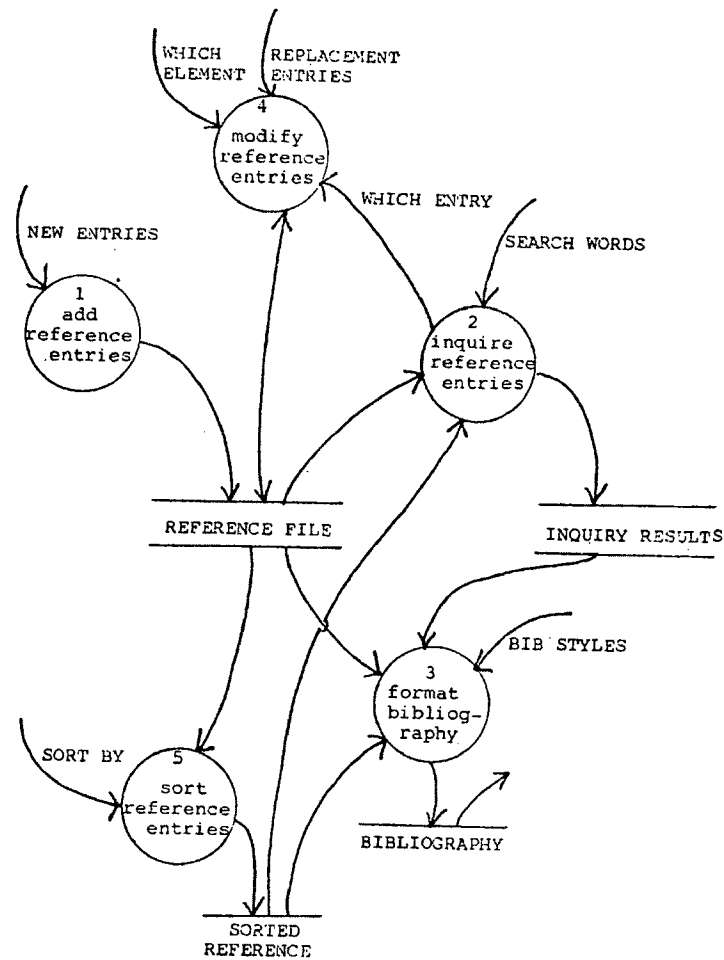 WHICH
ELEMENT
REPLACEMENT
ENTRIES
4
modify
reference
entries
WHICH ENTRY
NEW ENTRIES
SEARCH WORDS
1
add
reference
entries
2
inquire
reference
entries
REFERENCE FILE
INQUIRY RESULTS
BIB STYLES
3
format
bibliog-
raphy
SORT BY
5
sort
reference
entries
BIBLIOGRAPHY
SORTED
REFERENCE